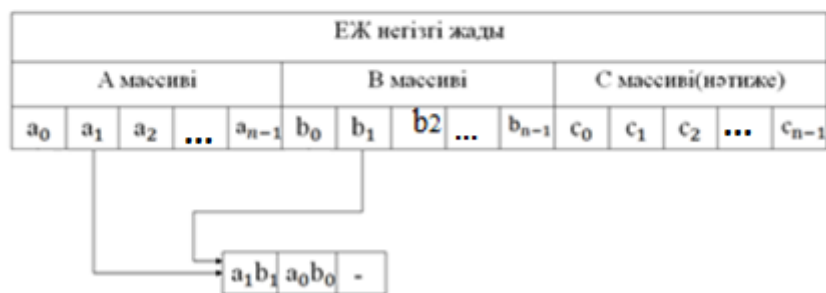 ЕЖ негізгі жады
А массиві В массиві С массиві(нәтиже)
a₀ a₁ a₂ ... aₙ₋₁ b₀ b₁ b2 ... bₙ₋₁ c₀ c₁ c₂ ... cₙ₋₁
a₁b₁ a₀b₀ -